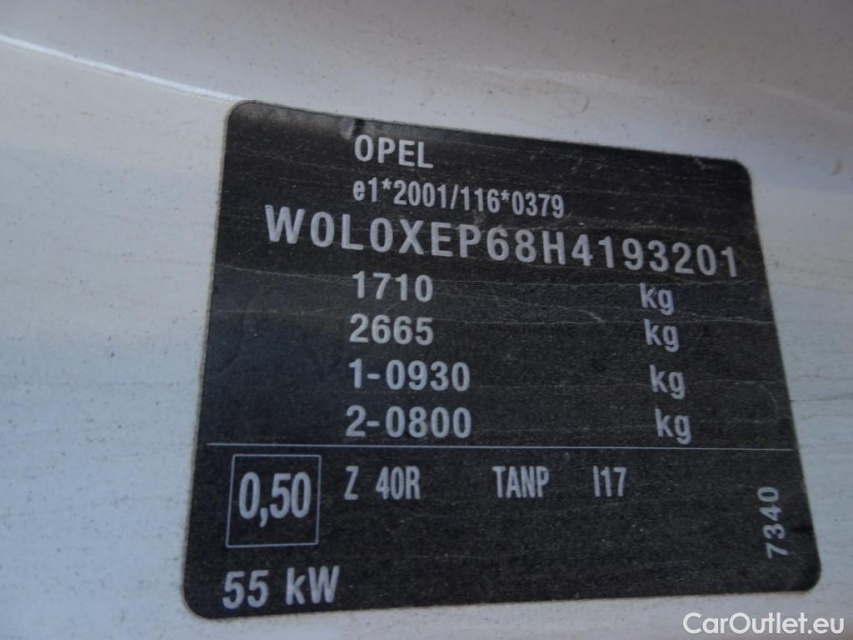 OPEL
e1*2001/116*0379
W0L0XEP68H4193201
1710 kg
2665 kg
1-0930 kg
2-0800 kg
0,50 Z 40R TANP I17
7340
55 kW
CarOutlet.eu